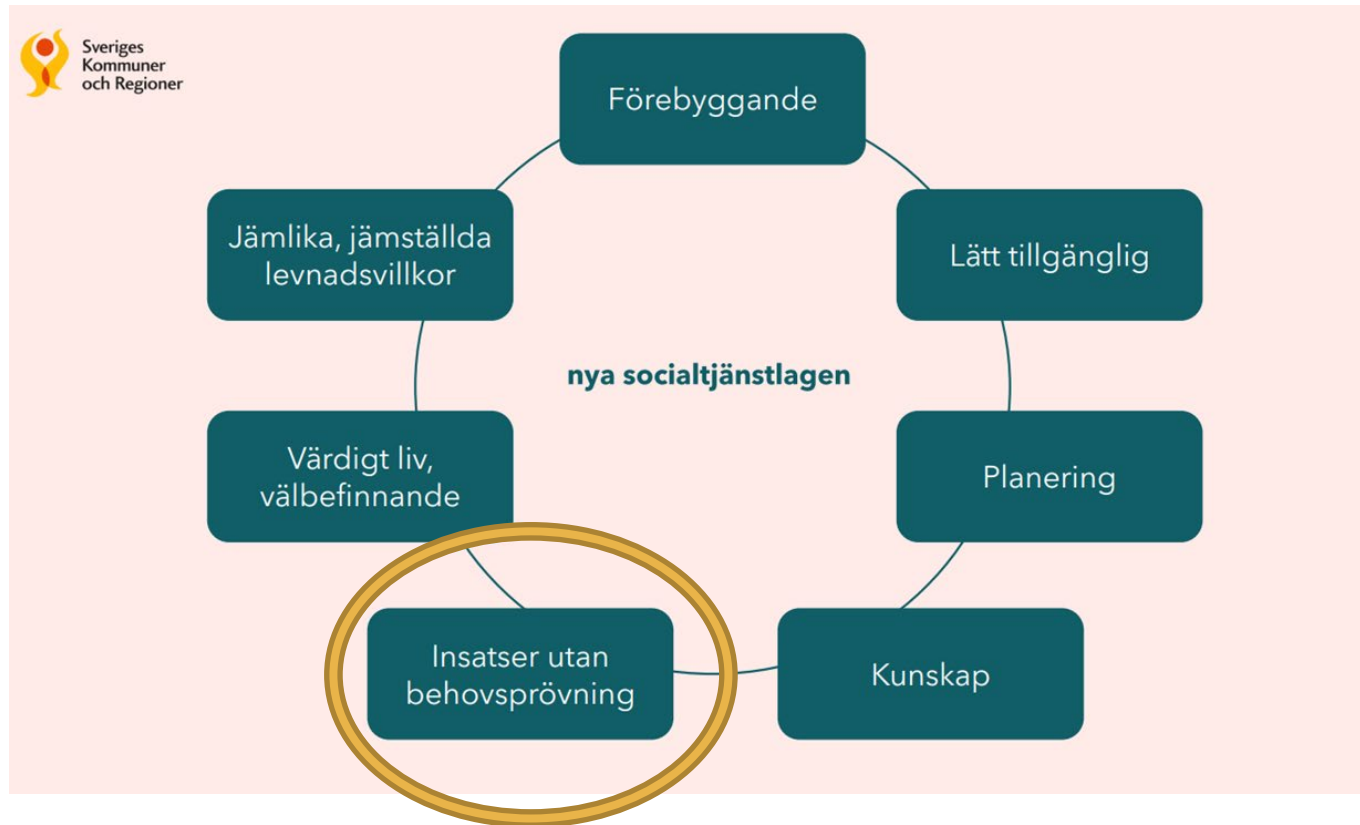 Sveriges
Kommuner
och Regioner
Förebyggande
Jämlika, jämställda
levnadsvillkor
Lätt tillgänglig
nya socialtjänstlagen
Värdigt liv,
välbefinnande
Planering
Insatser utan
behovsprövning
Kunskap